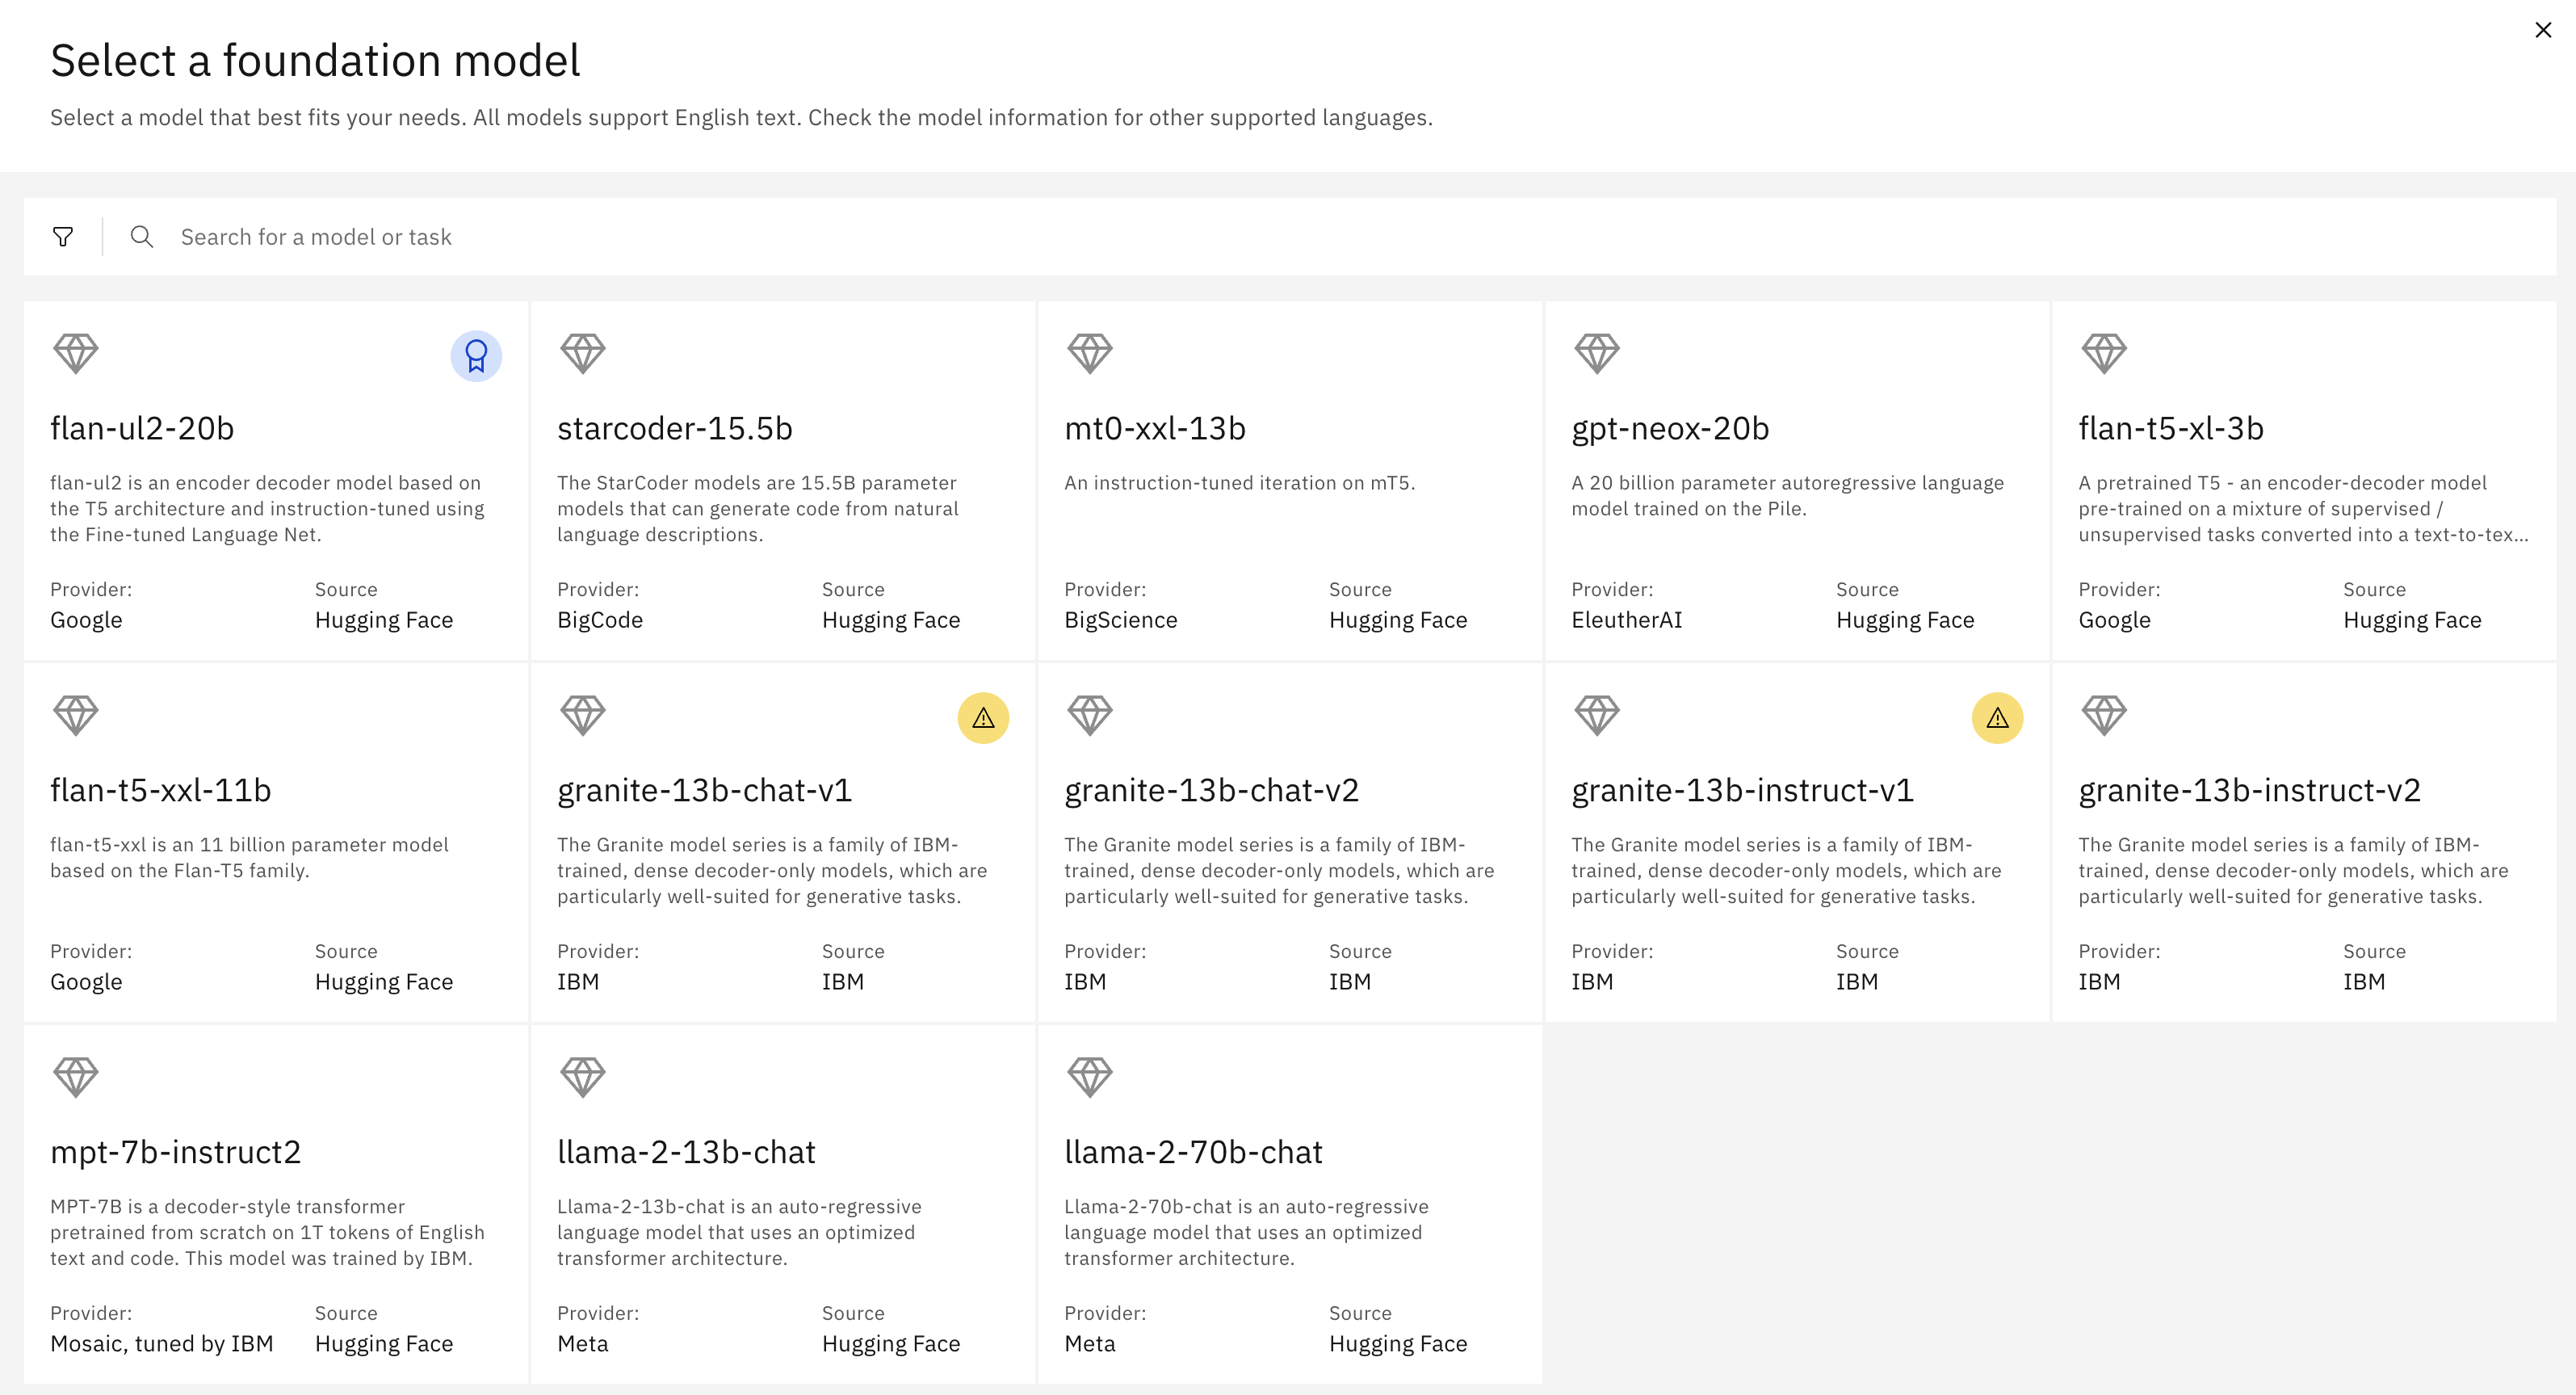 Select a foundation model
Select a model that best fits your needs. All models support English text. Check the model information for other supported languages.
Search for a model or task
flan-ul2-20b
flan-ul2 is an encoder decoder model based on
the T5 architecture and instruction-tuned using
the Fine-tuned Language Net.
Provider:
Source
Google
Hugging Face
starcoder-15.5b
The StarCoder models are 15.5B parameter
models that can generate code from natural
language descriptions.
Provider:
Source
BigCode
Hugging Face
mt0-xxl-13b
An instruction-tuned iteration on mT5.
Provider:
Source
BigScience
Hugging Face
gpt-neox-20b
A 20 billion parameter autoregressive language
model trained on the Pile.
Provider:
Source
EleutherAI
Hugging Face
flan-t5-xl-3b
A pretrained T5 - an encoder-decoder model
pre-trained on a mixture of supervised /
unsupervised tasks converted into a text-to-tex...
Provider:
Source
Google
Hugging Face
flan-t5-xxl-11b
flan-t5-xxl is an 11 billion parameter model
based on the Flan-T5 family.
Provider:
Source
Google
Hugging Face
granite-13b-chat-v1
The Granite model series is a family of IBM-
trained, dense decoder-only models, which are
particularly well-suited for generative tasks.
Provider:
Source
IBM
IBM
granite-13b-chat-v2
The Granite model series is a family of IBM-
trained, dense decoder-only models, which are
particularly well-suited for generative tasks.
Provider:
Source
IBM
IBM
granite-13b-instruct-v1
The Granite model series is a family of IBM-
trained, dense decoder-only models, which are
particularly well-suited for generative tasks.
Provider:
Source
IBM
IBM
granite-13b-instruct-v2
The Granite model series is a family of IBM-
trained, dense decoder-only models, which are
particularly well-suited for generative tasks.
Provider:
Source
IBM
IBM
mpt-7b-instruct2
MPT-7B is a decoder-style transformer
pretrained from scratch on 1T tokens of English
text and code. This model was trained by IBM.
Provider:
Source
Mosaic, tuned by IBM
Hugging Face
llama-2-13b-chat
Llama-2-13b-chat is an auto-regressive
language model that uses an optimized
transformer architecture.
Provider:
Source
Meta
Hugging Face
llama-2-70b-chat
Llama-2-70b-chat is an auto-regressive
language model that uses an optimized
transformer architecture.
Provider:
Source
Meta
Hugging Face